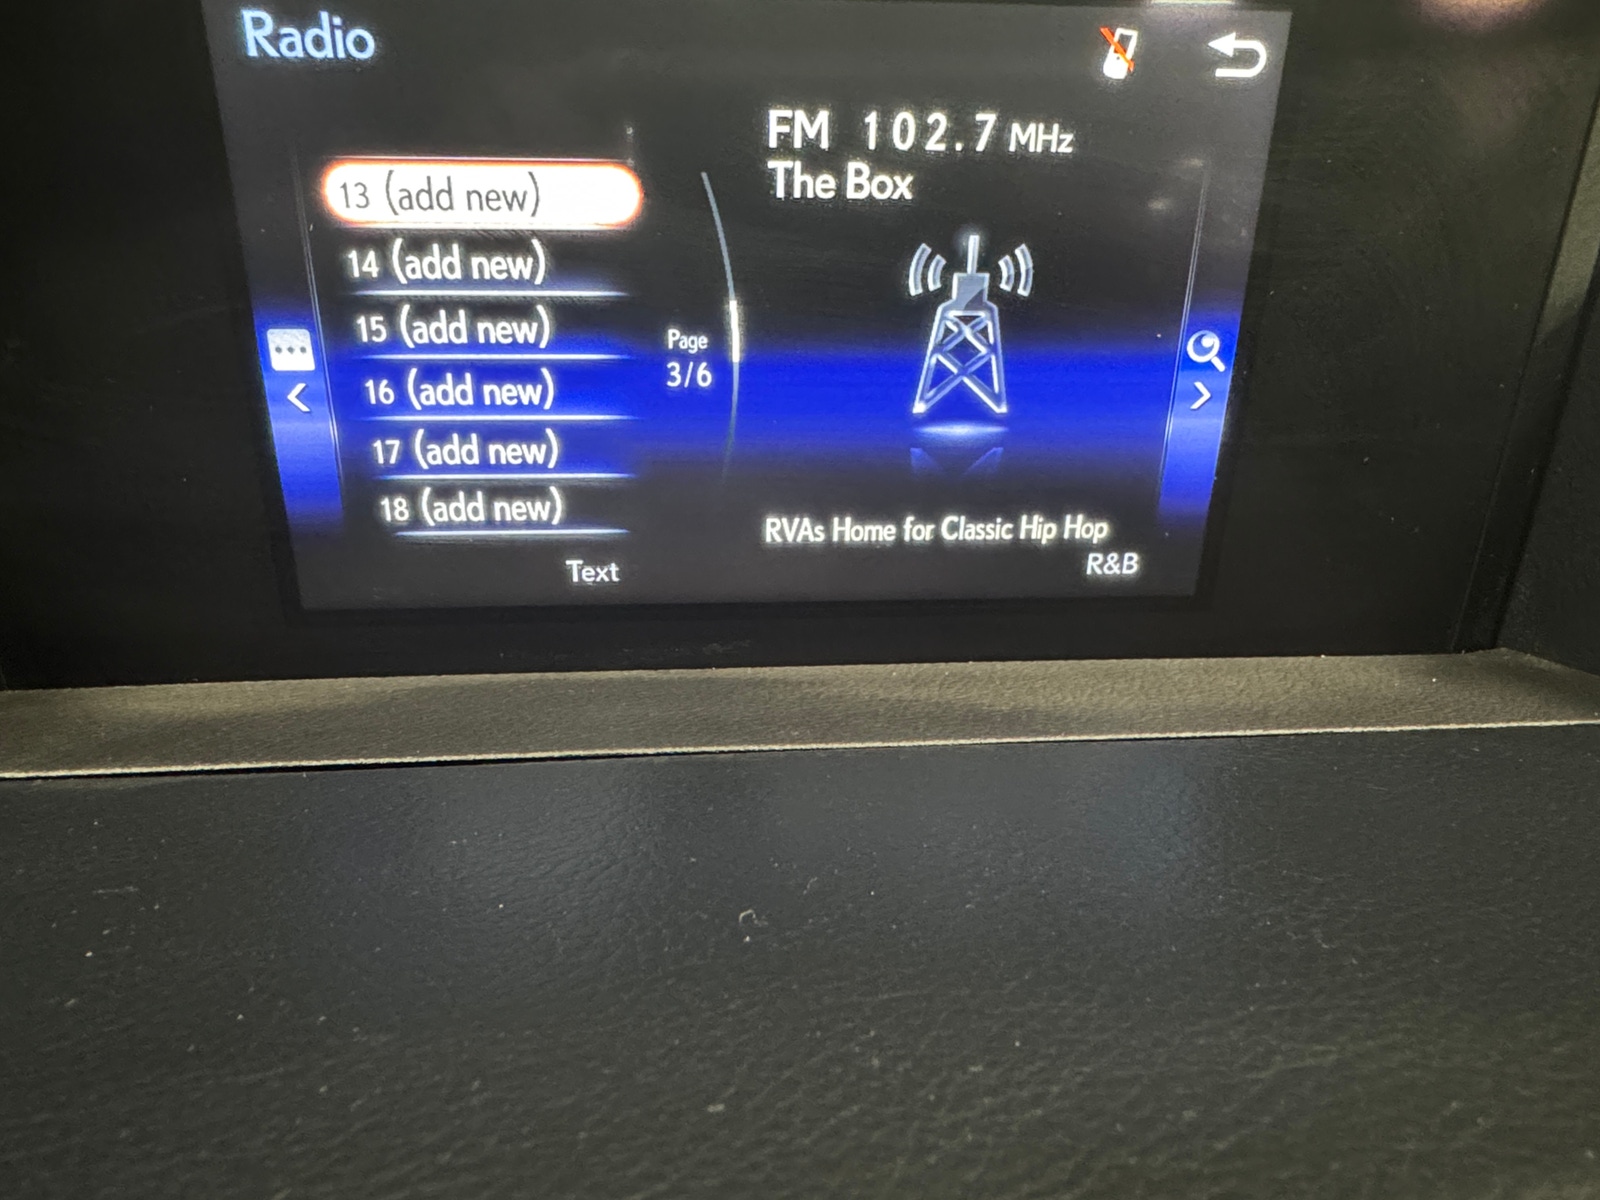 Radio
13 (add new)
14 (add new)
15 (add new)
16 (add new)
17 (add new)
18 (add new)
Page
3/6
Text
FM 102.7 MHz
The Box
RVAs Home for Classic Hip Hop
R&B